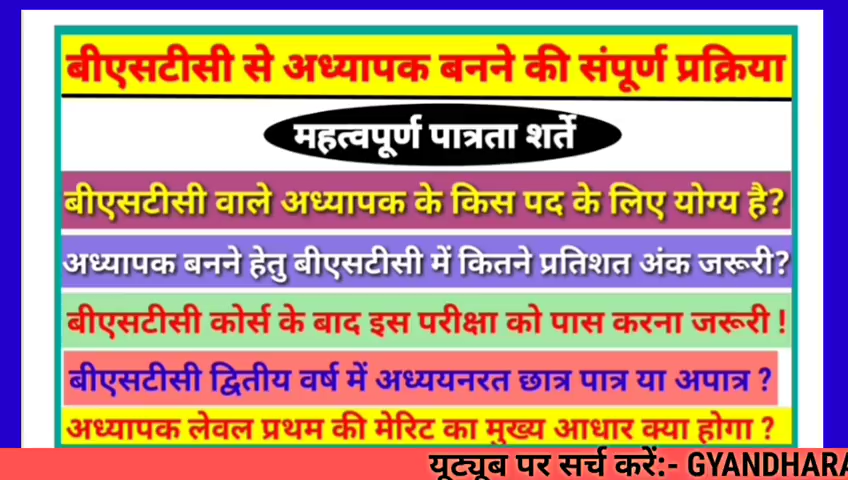 बीएसटीसी से अध्यापक बनने की संपूर्ण प्रक्रिया
महत्वपूर्ण पात्रता शर्ते
बीएसटीसी वाले अध्यापक के किस पद के लिए योग्य है?
अध्यापक बनने हेतु बीएसटीसी में कितने प्रतिशत अंक जरूरी?
बीएसटीसी कोर्स के बाद इस परीक्षा को पास करना जरूरी !
बीएसटीसी द्वितीय वर्ष में अध्ययनरत छात्र पात्र या अपात्र ?
अध्यापक लेवल प्रथम की मेरिट का मुख्य आधार क्या होगा ?
यूट्यूब पर सर्च करें:- GYANDHARA